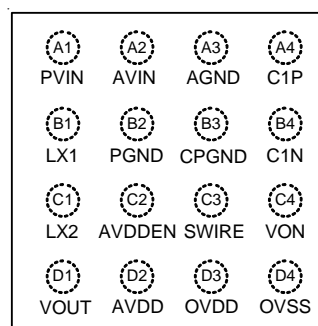 A1 A2 A3 A4
PVIN AVIN AGND C1P
B1 B2 B3 B4
LX1 PGND CPGND C1N
C1 C2 C3 C4
LX2 AVDDEN SWIRE VON
D1 D2 D3 D4
VOUT AVDD OVDD OVSS